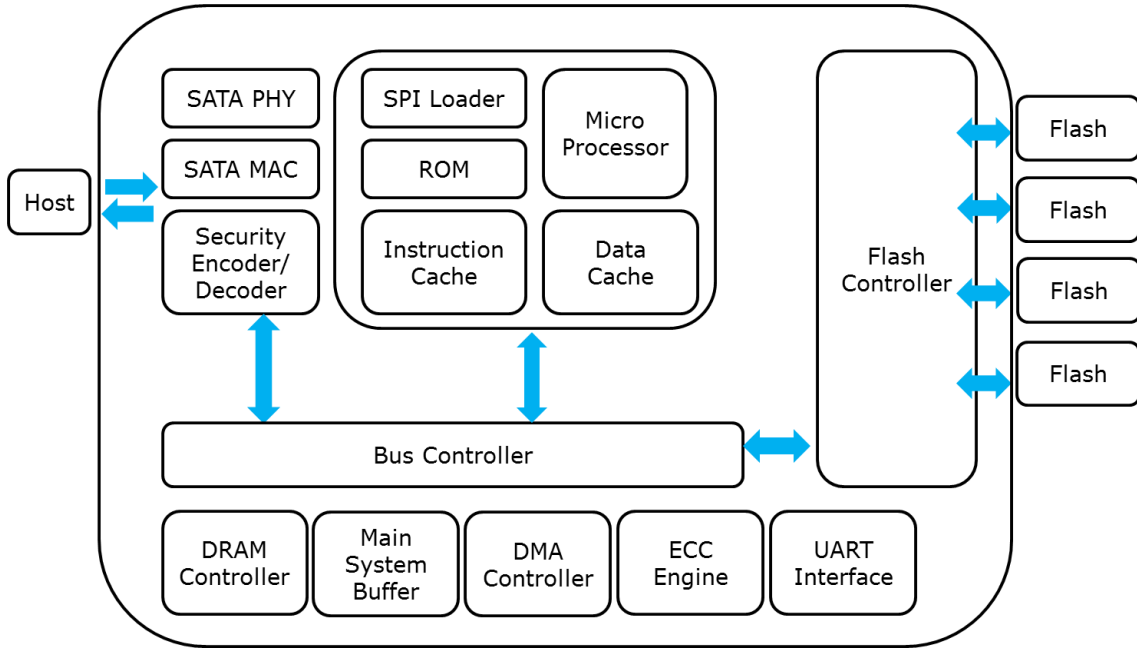 Host
SATA PHY
SATA MAC
Security
Encoder/
Decoder
SPI Loader
ROM
Instruction
Cache
Micro
Processor
Data
Cache
Flash
Controller
Flash
Flash
Flash
Flash
Bus Controller
DRAM
Controller
Main
System
Buffer
DMA
Controller
ECC
Engine
UART
Interface